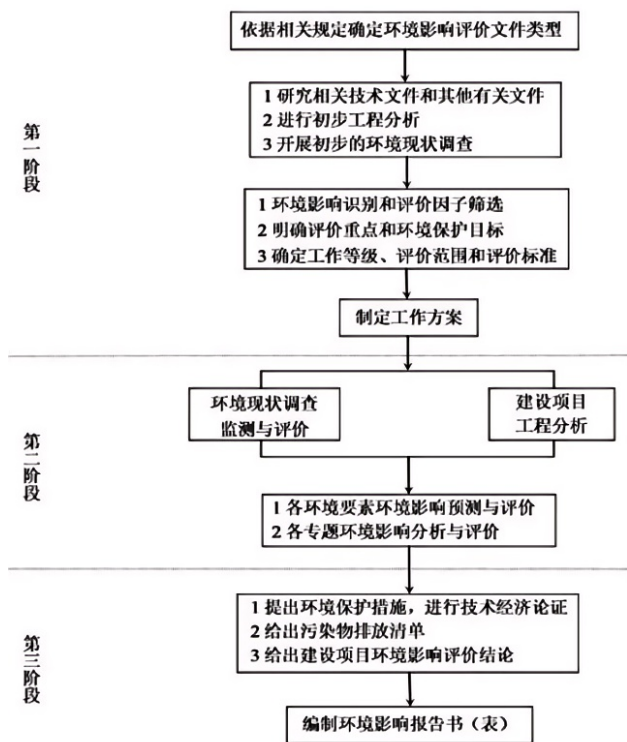 依据相关规定确定环境影响评价文件类型
第一阶段
1 研究相关技术文件和其他有关文件
2 进行初步工程分析
3 开展初步的环境现状调查
1 环境影响识别和评价因子筛选
2 明确评价重点和环境保护目标
3 确定工作等级、评价范围和评价标准
制定工作方案
第二阶段
环境现状调查
监测与评价
建设项目
工程分析
1 各环境要素环境影响预测与评价
2 各专题环境影响分析与评价
第三阶段
1 提出环境保护措施，进行技术经济论证
2 给出污染物排放清单
3 给出建设项目环境影响评价结论
编制环境影响报告书（表）